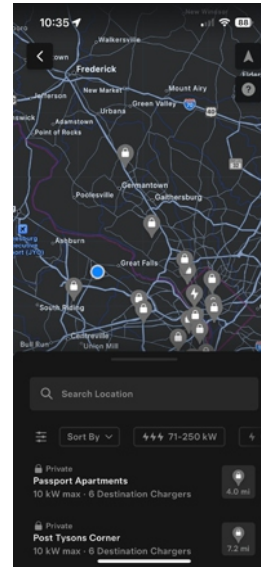 10:35
88
Walkersville
Frederick
New Market
Mount Airy
Jefferson
Green Valley
Urbana
Adamstown
Point of Rocks
Germantown
Poolesville
Gaithersburg
Ashburn
Great Falls
South Riding
Centreville
Bull Run
Union Mill
Search Location
Sort By
71-250 kW
Private
Passport Apartments
10 kW max · 6 Destination Chargers
4.0 mi
Private
Post Tysons Corner
10 kW max · 6 Destination Chargers
7.2 mi